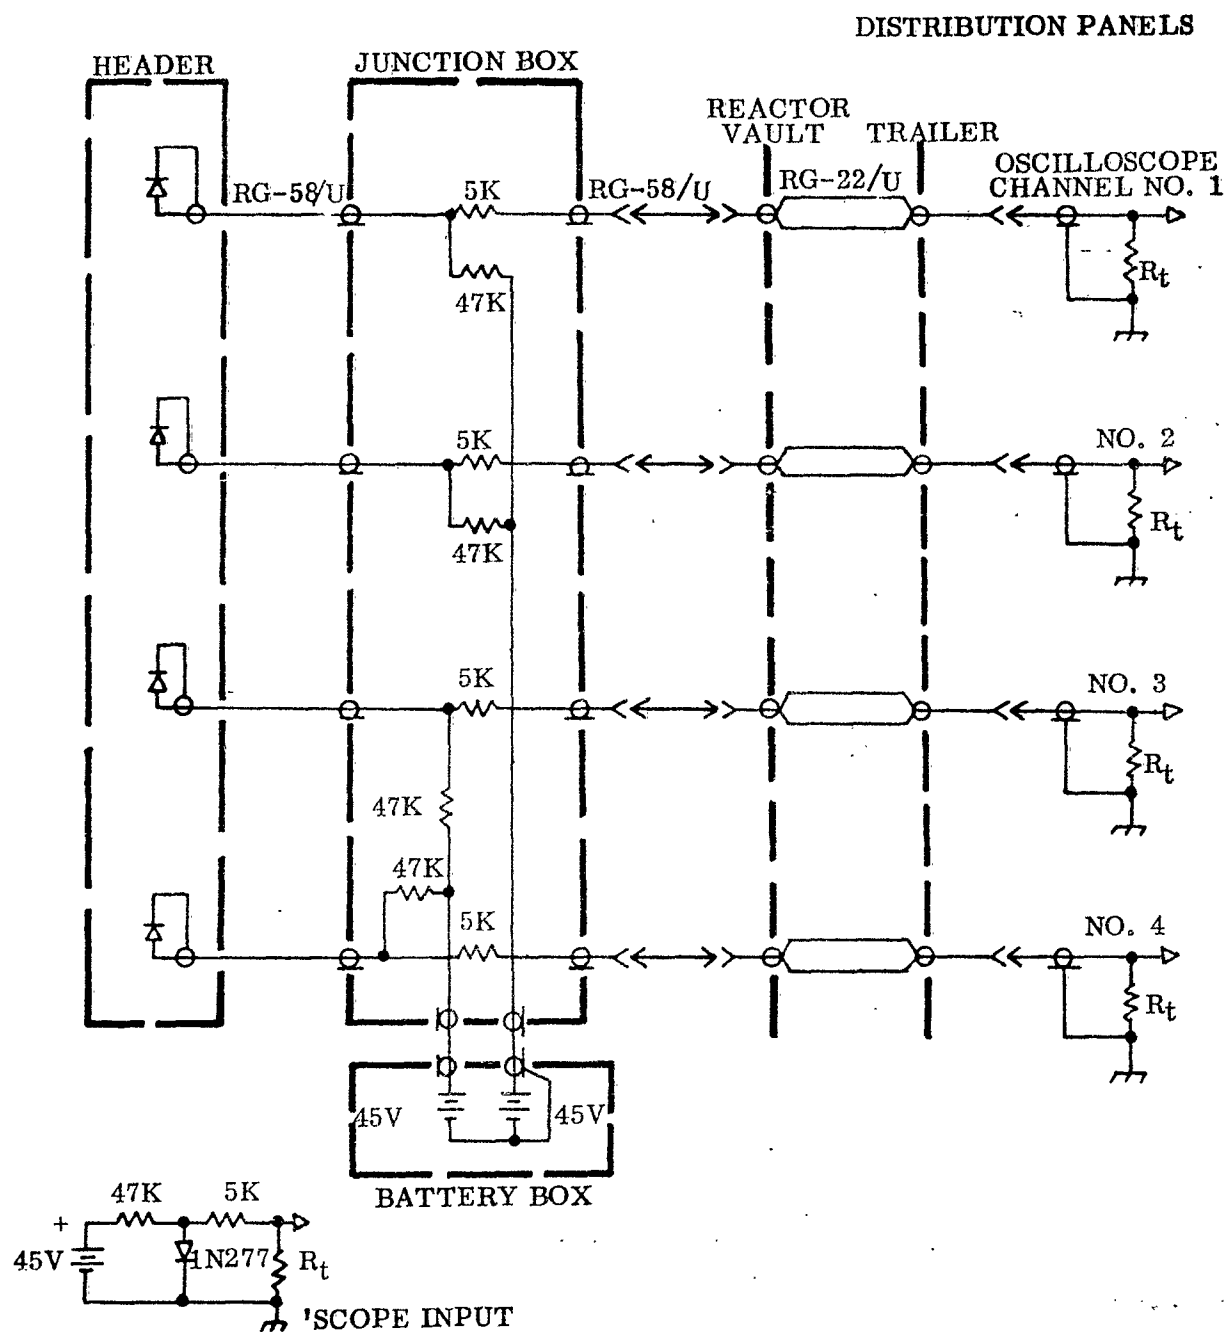 DISTRIBUTION PANELS
HEADER
JUNCTION BOX
REACTOR
VAULT
TRAILER
OSCILLOSCOPE
CHANNEL NO. 1
RG-58/U
5K
RG-58/U
RG-22/U
47K
Rt
5K
NO. 2
47K
Rt
5K
NO. 3
47K
Rt
47K
5K
NO. 4
Rt
45V
45V
BATTERY BOX
47K
5K
+
45V
1N277
Rt
'SCOPE INPUT